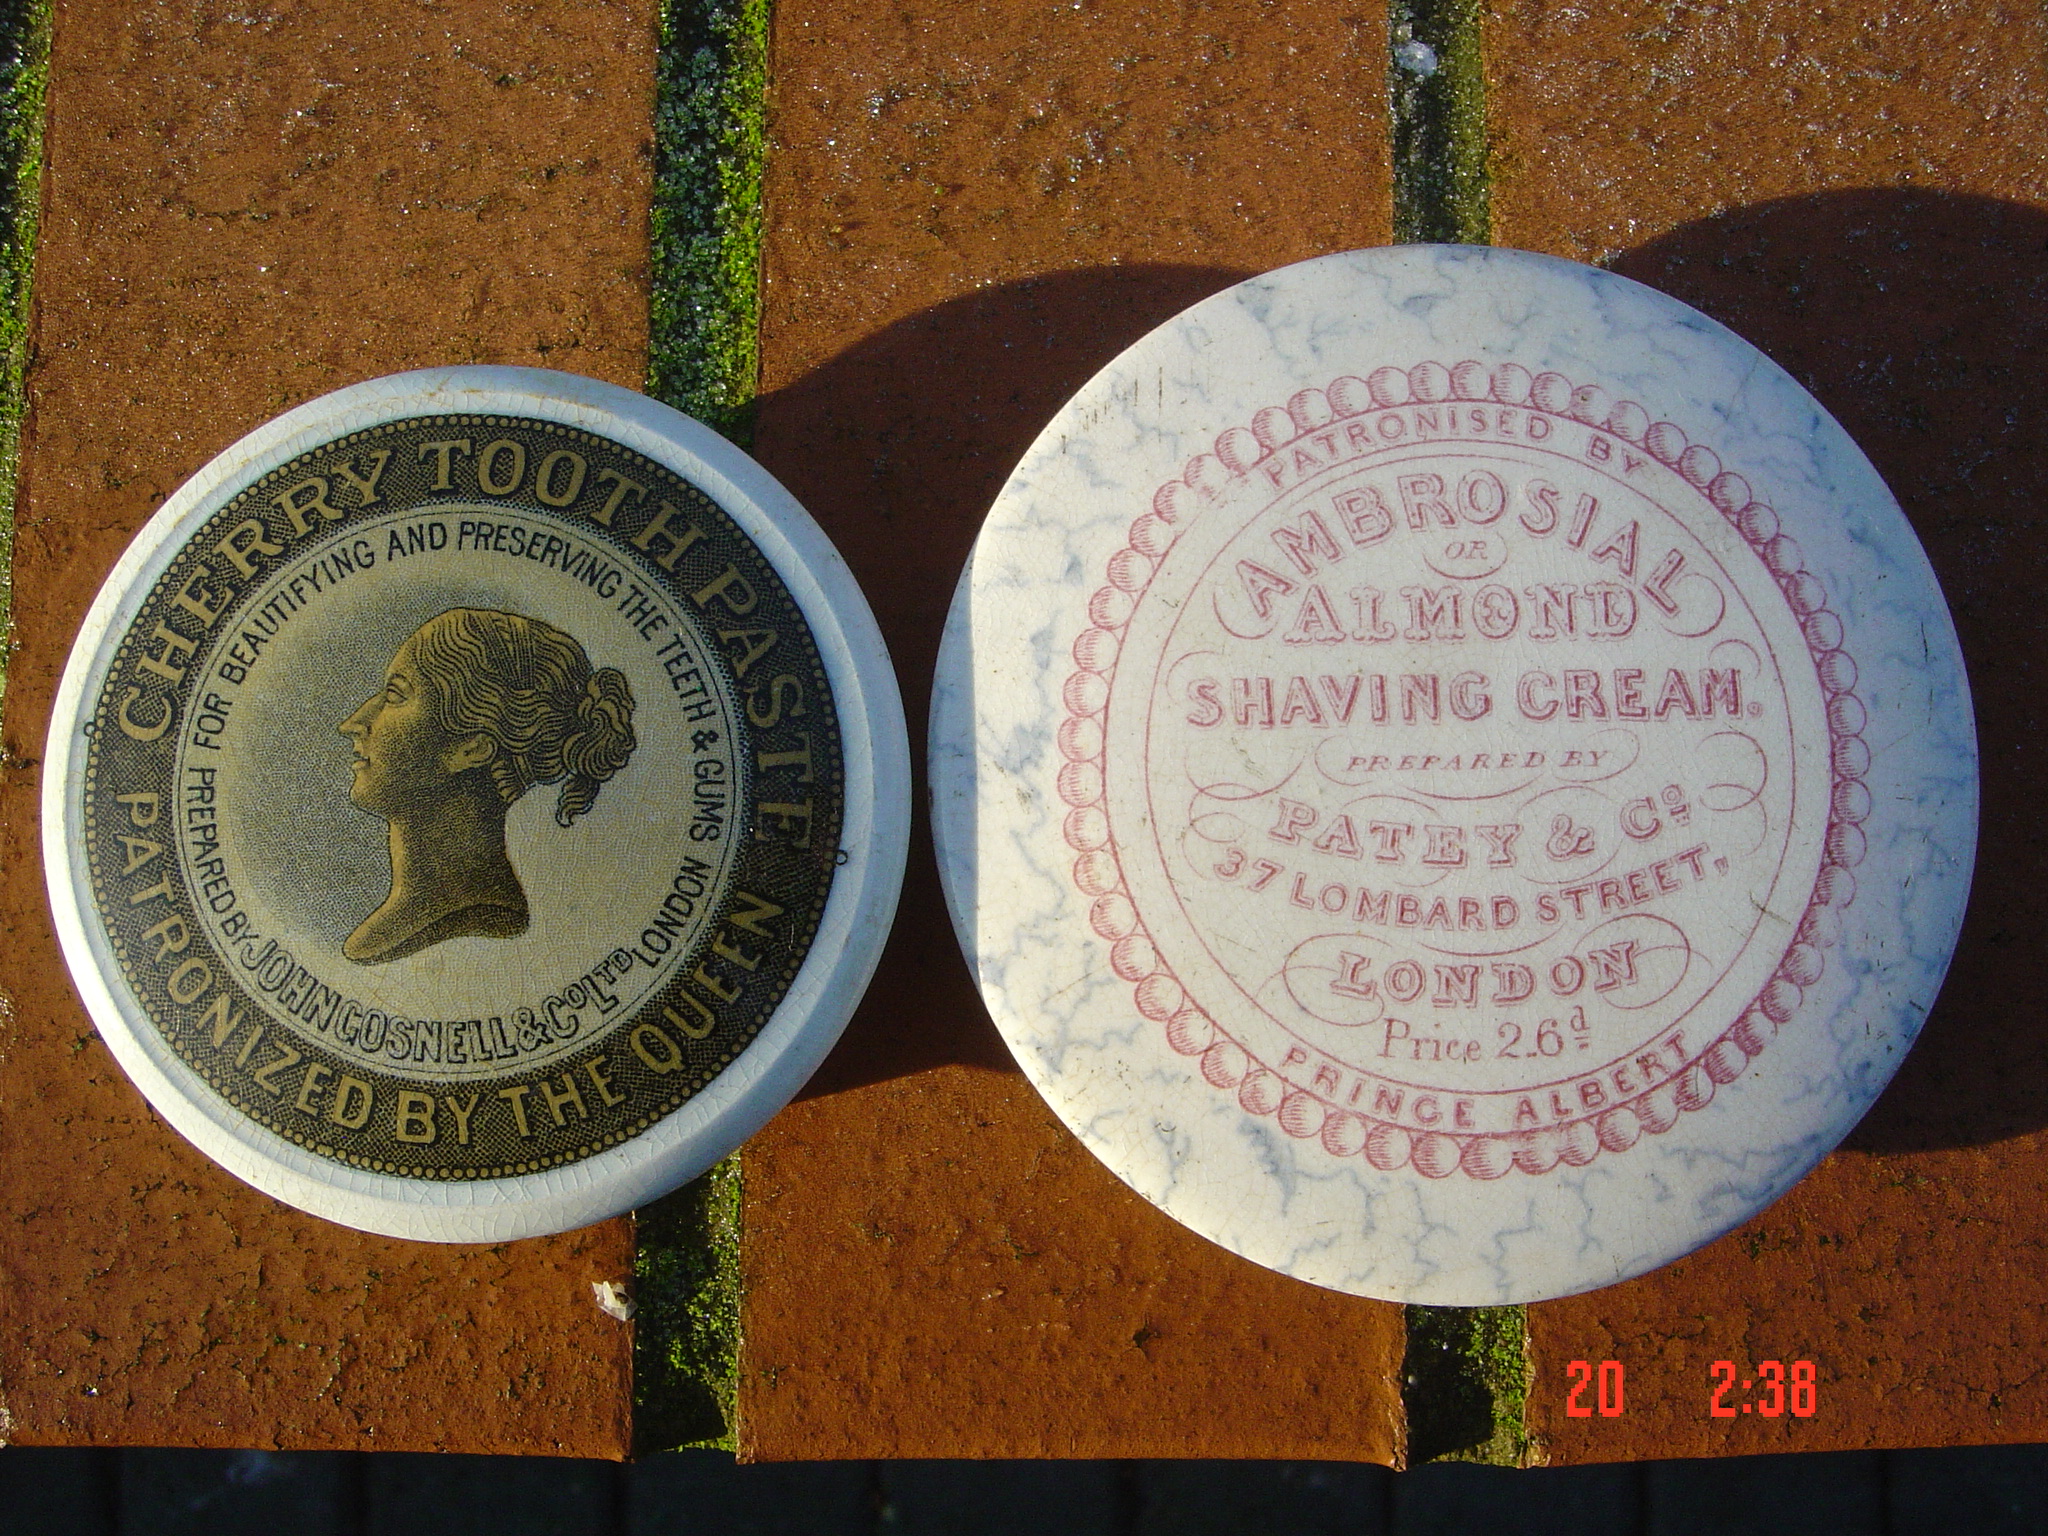 CHERRY TOOTH PASTE
PATRONIZED BY THE QUEEN
FOR BEAUTIFYING AND PRESERVING THE TEETH & GUMS
PREPARED BY JOHN GOSNELL & Co LTD LONDON
PATRONISED BY
AMBROSIAL
OR
ALMOND
SHAVING CREAM.
PREPARED BY
PATEY & Co
37 LOMBARD STREET,
LONDON
Price 2.6d
PRINCE ALBERT
20 2:38